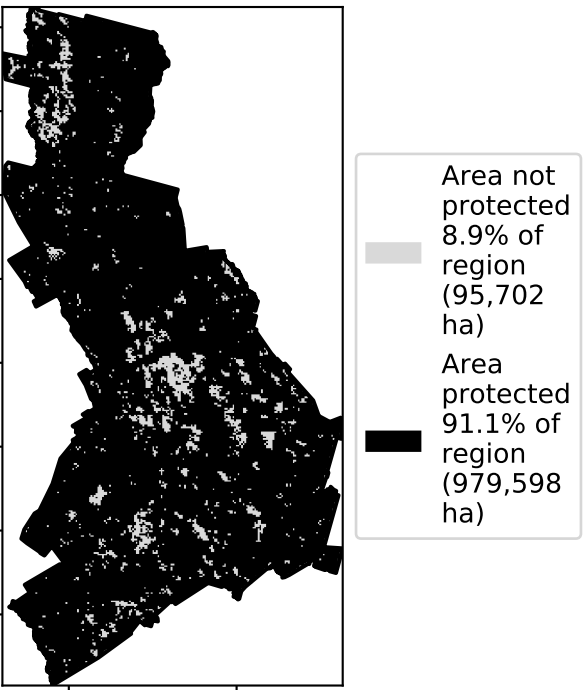 Area not
protected
8.9% of
region
(95,702
ha)
Area
protected
91.1% of
region
(979,598
ha)